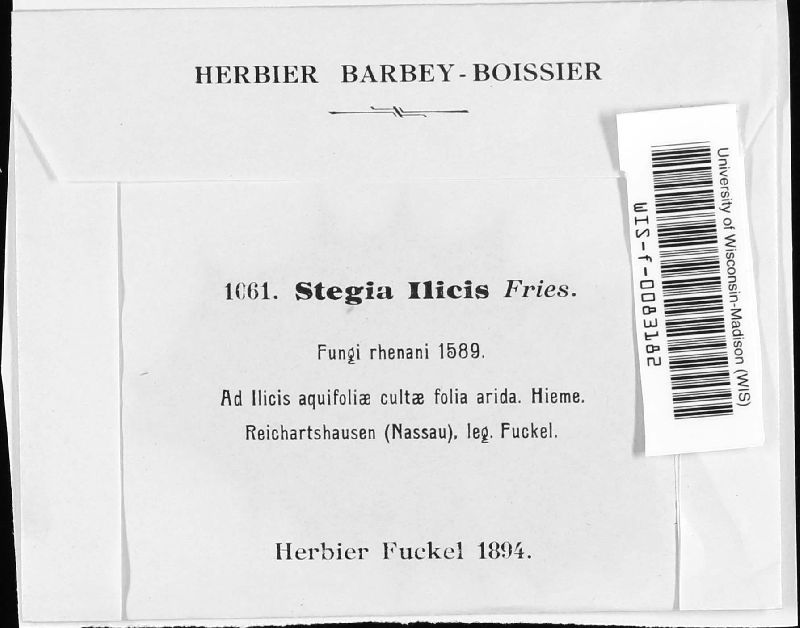 HERBIER BARBEY-BOISSIER
1061. Stegia Ilicis Fries.
Fungi rhenani 1589.
Ad Ilicis aquifoliæ cultæ folia arida. Hieme.
Reichartshausen (Nassau), leg. Fuckel.
Herbier Fuckel 1894.
University of Wisconsin-Madison (WIS)
WIS-f-0083182